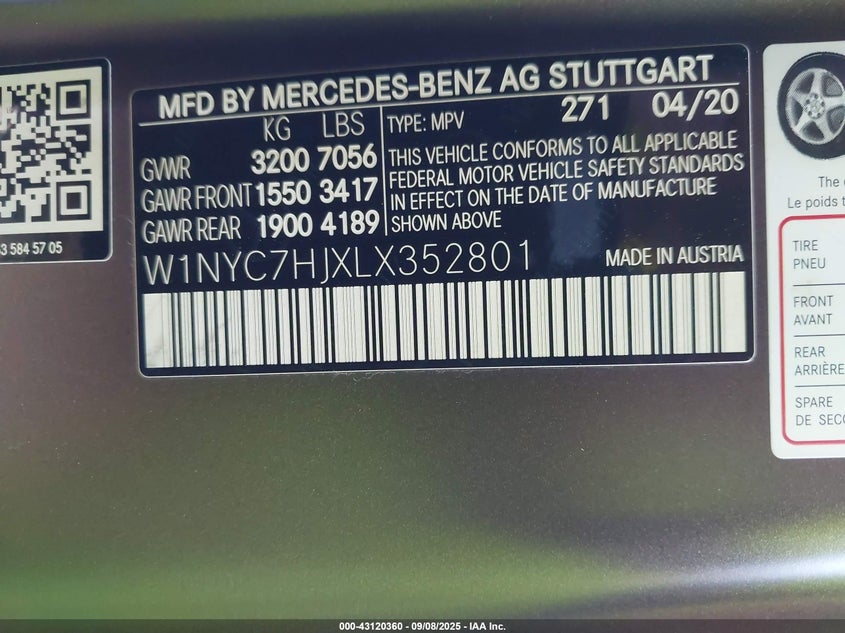 MFD BY MERCEDES-BENZ AG STUTTGART
KG LBS
TYPE: MPV 271 04/20
GVWR 3200 7056
GAWR FRONT 1550 3417
GAWR REAR 1900 4189
THIS VEHICLE CONFORMS TO ALL APPLICABLE
FEDERAL MOTOR VEHICLE SAFETY STANDARDS
IN EFFECT ON THE DATE OF MANUFACTURE
SHOWN ABOVE
W1NYC7HJXLX352801
MADE IN AUSTRIA
3 584 57 05
The
Le poids
TIRE
PNEU
FRONT
AVANT
REAR
ARRIÈRE
SPARE
DE
000-43120360 - 09/08/2025 - IAA Inc.